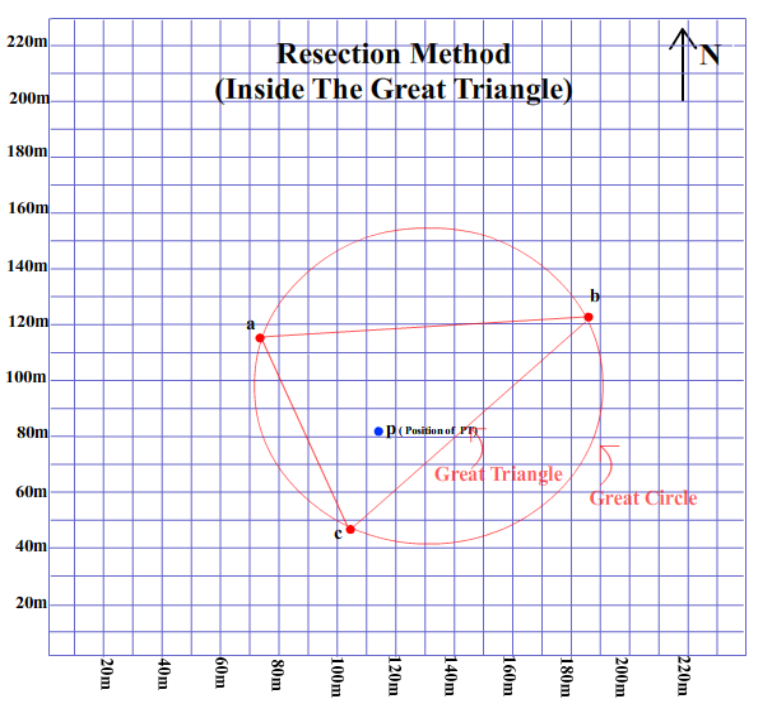 Resection Method
(Inside The Great Triangle)
N
220m
200m
180m
160m
140m
120m
100m
80m
60m
40m
20m
a
b
c
p ( Position of PT)
Great Triangle
Great Circle
20m
40m
60m
80m
100m
120m
140m
160m
180m
200m
220m